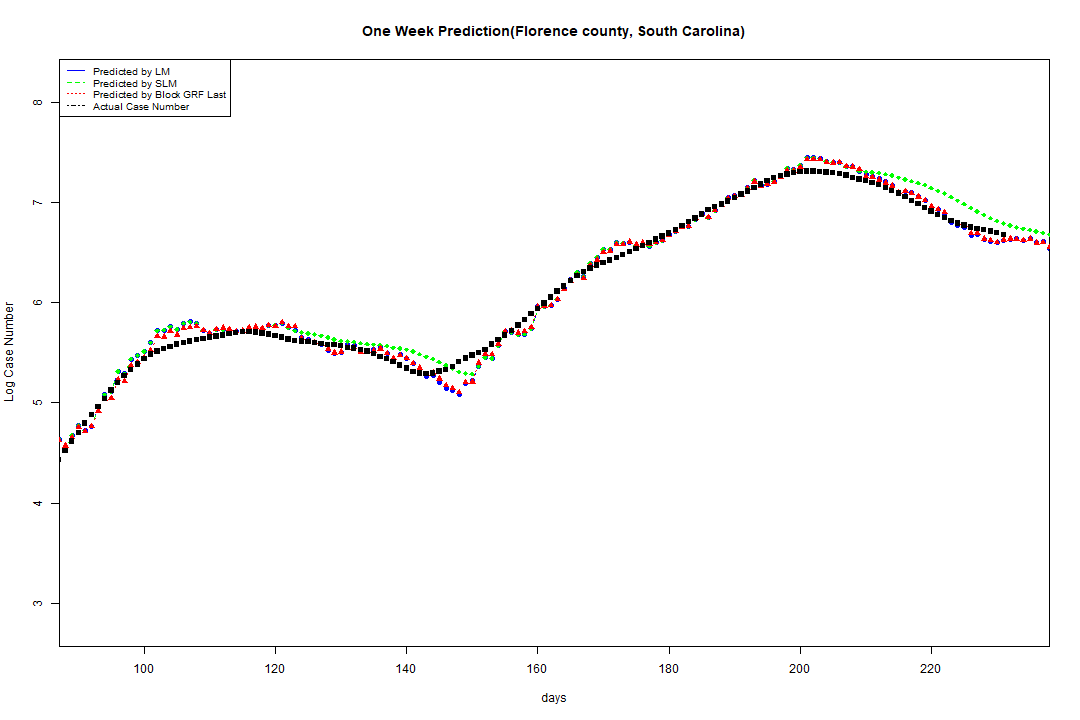 One Week Prediction(Florence county, South Carolina)
Predicted by LM
Predicted by SLM
Predicted by Block GRF Last
Actual Case Number
8
7
6
5
4
3
Log Case Number
100 120 140 160 180 200 220
days